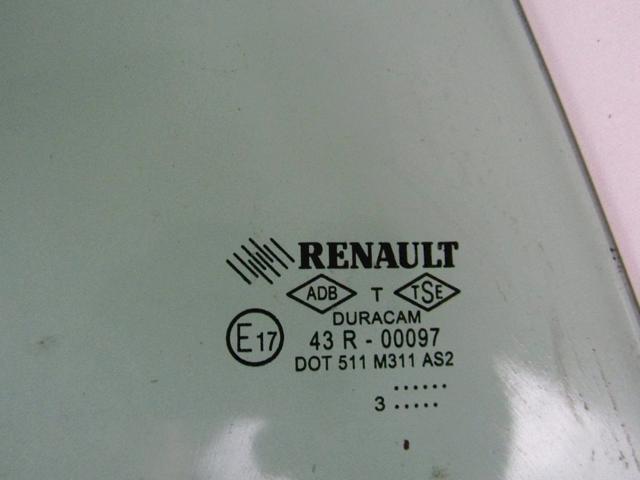 RENAULT
ADB T TSE
DURACAM
E17 43 R - 00097
DOT 511 M311 AS2
......
3 .....